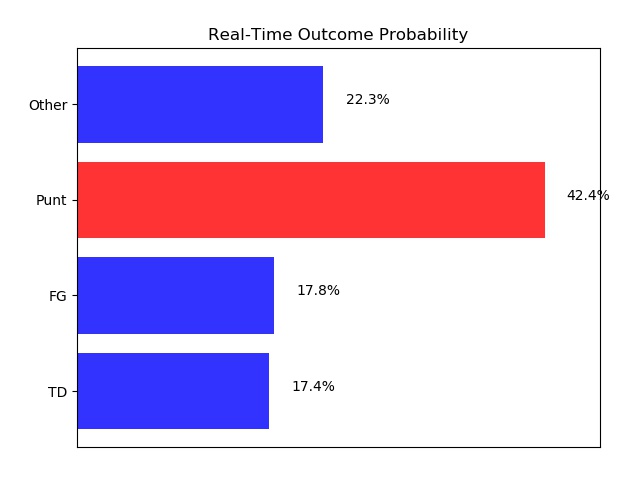 Real-Time Outcome Probability
Other
22.3%
Punt
42.4%
FG
17.8%
TD
17.4%